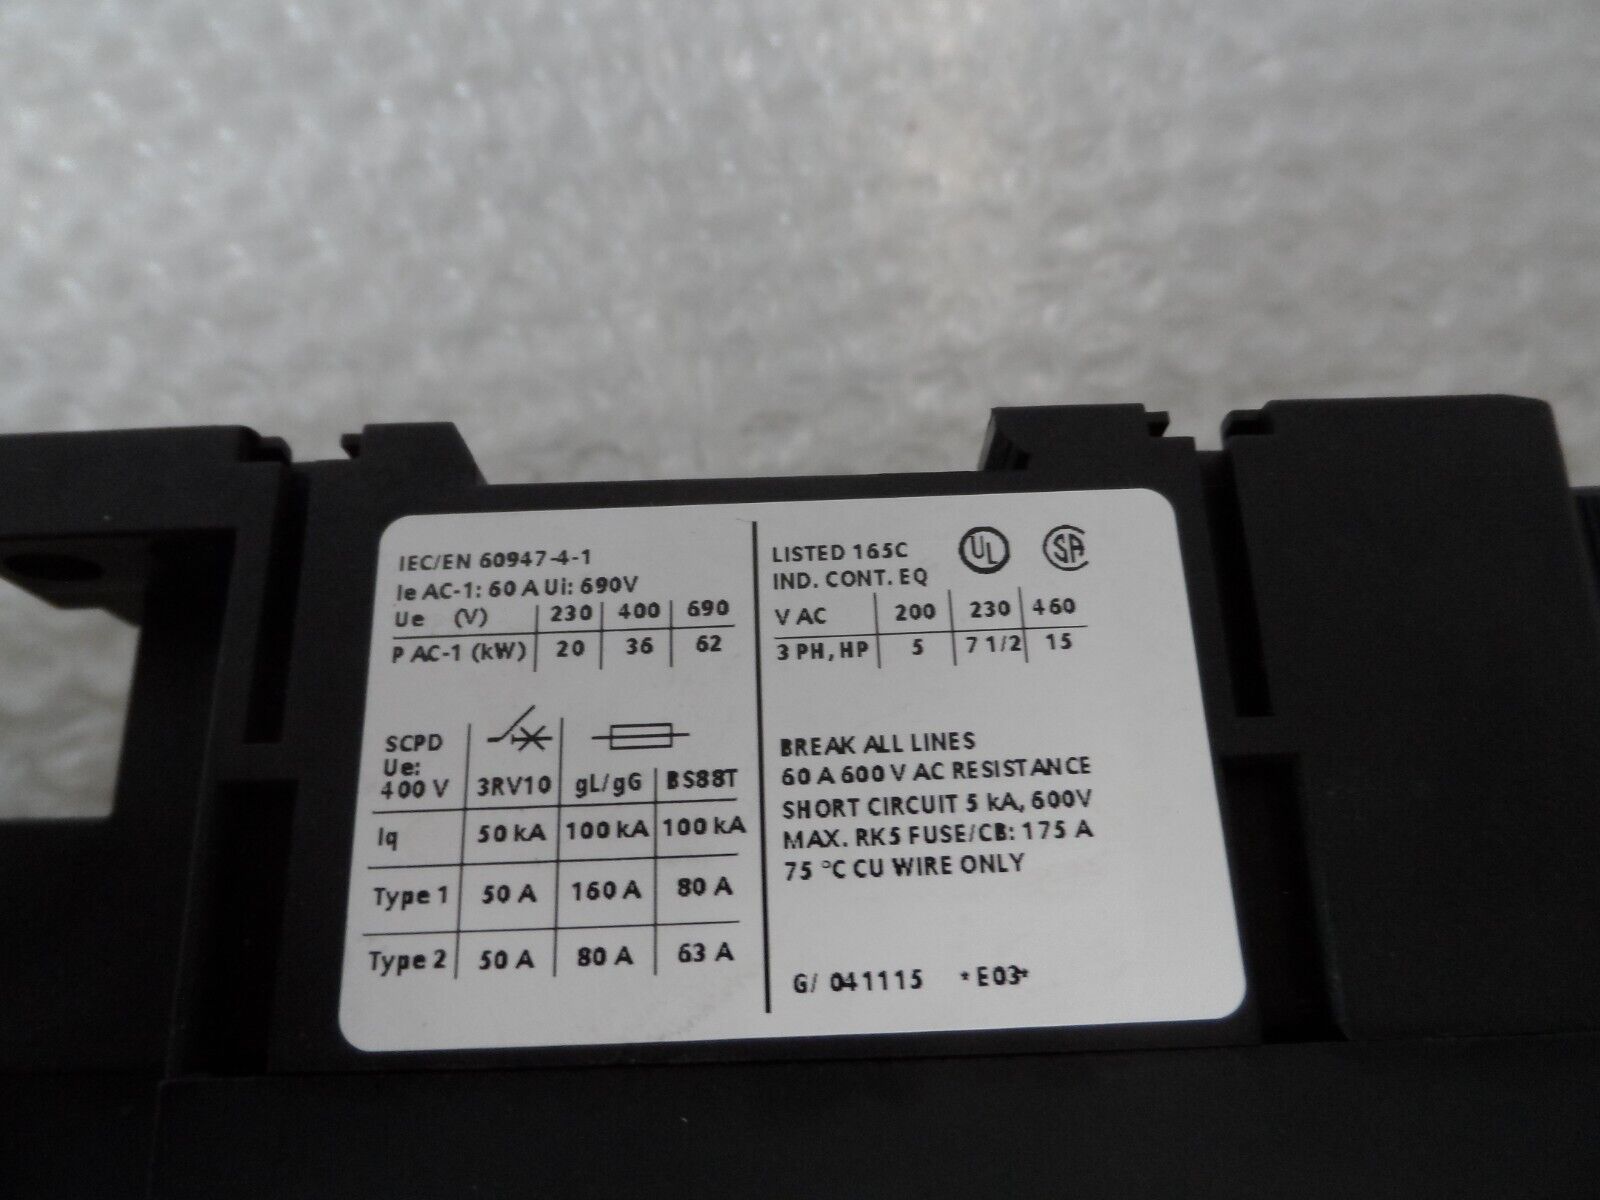 IEC/EN 60947-4-1
Ie AC-1: 60 A Ui: 690V
Ue (V) 230 400 690
P AC-1 (kW) 20 36 62
SCPD
Ue:
400 V 3RV10 gL/gG BS88T
Iq 50 kA 100 kA 100 kA
Type 1 50 A 160 A 80 A
Type 2 50 A 80 A 63 A
LISTED 165C UL SA
IND. CONT. EQ
V AC 200 230 460
3 PH, HP 5 7 1/2 15
BREAK ALL LINES
60 A 600 V AC RESISTANCE
SHORT CIRCUIT 5 kA, 600V
MAX. RK5 FUSE/CB: 175 A
75 °C CU WIRE ONLY
G/ 041115 *E03*